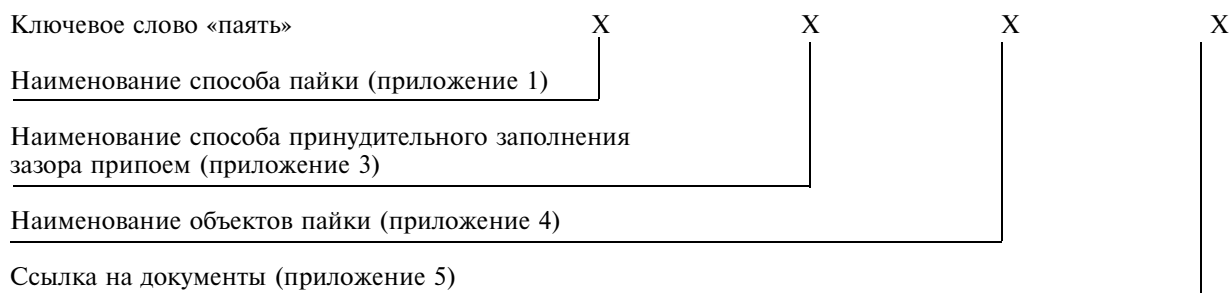 Ключевое слово «паять» X X X X
Наименование способа пайки (приложение 1)
Наименование способа принудительного заполнения
зазора припоем (приложение 3)
Наименование объектов пайки (приложение 4)
Ссылка на документы (приложение 5)